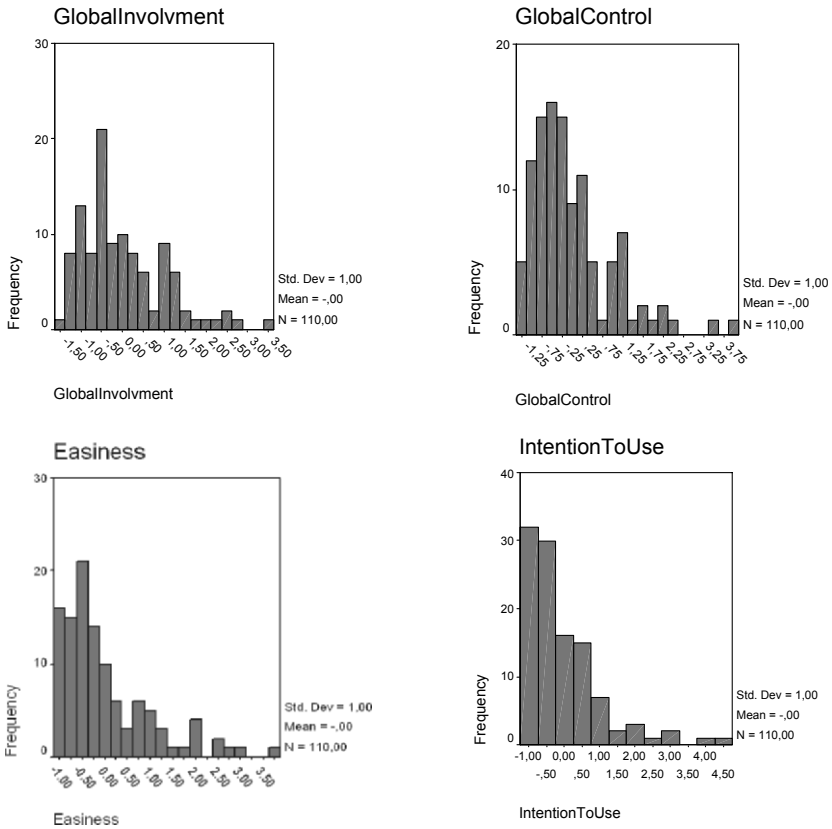 GlobalInvolvment
30
20
10
0
Frequency
-1,50
-1,00
-,50
0,00
,50
1,00
1,50
2,00
2,50
3,00
3,50
Std. Dev = 1,00
Mean = -,00
N = 110,00
GlobalInvolvment
GlobalControl
20
10
0
Frequency
-1,25
-,75
-,25
,25
,75
1,25
1,75
2,25
2,75
3,25
3,75
Std. Dev = 1,00
Mean = -,00
N = 110,00
GlobalControl
Easiness
30
20
10
0
Frequency
-1,00
-0,50
0,00
0,50
1,00
1,50
2,00
2,50
3,00
3,50
Std. Dev = 1,00
Mean = -,00
N = 110,00
Easiness
IntentionToUse
40
30
20
10
0
Frequency
-1,00 0,00 1,00 2,00 3,00 4,00
-,50 ,50 1,50 2,50 3,50 4,50
Std. Dev = 1,00
Mean = -,00
N = 110,00
IntentionToUse